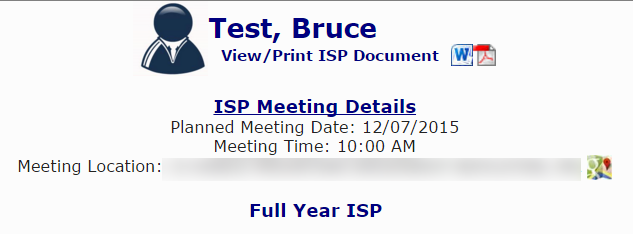 Test, Bruce
View/Print ISP Document
ISP Meeting Details
Planned Meeting Date: 12/07/2015
Meeting Time: 10:00 AM
Meeting Location:
Full Year ISP